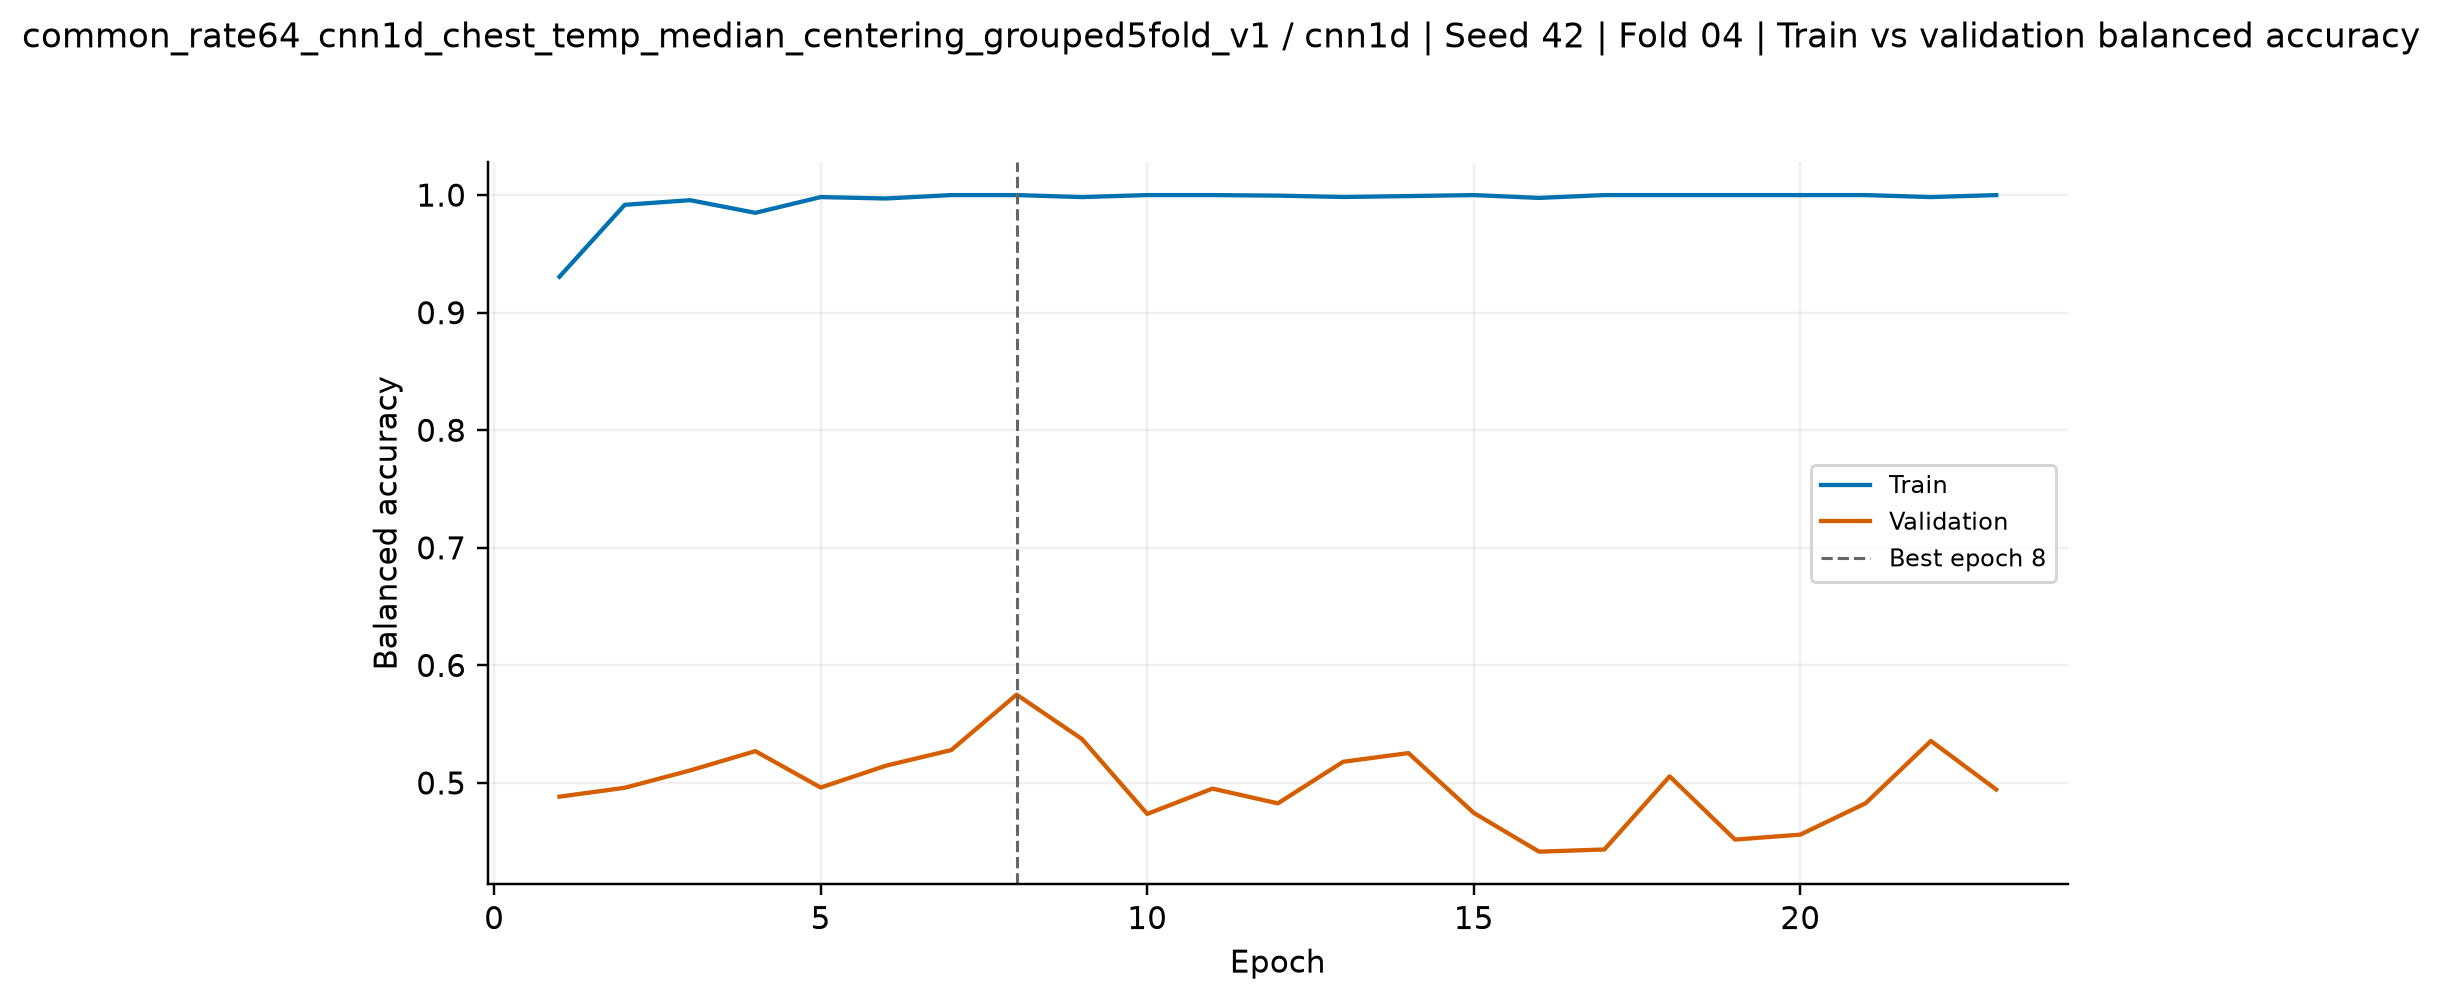 common_rate64_cnn1d_chest_temp_median_centering_grouped5fold_v1 / cnn1d | Seed 42 | Fold 04 | Train vs validation balanced accuracy
1.0
0.9
0.8
0.7
0.6
0.5
Balanced accuracy
Train
Validation
Best epoch 8
0 5 10 15 20
Epoch